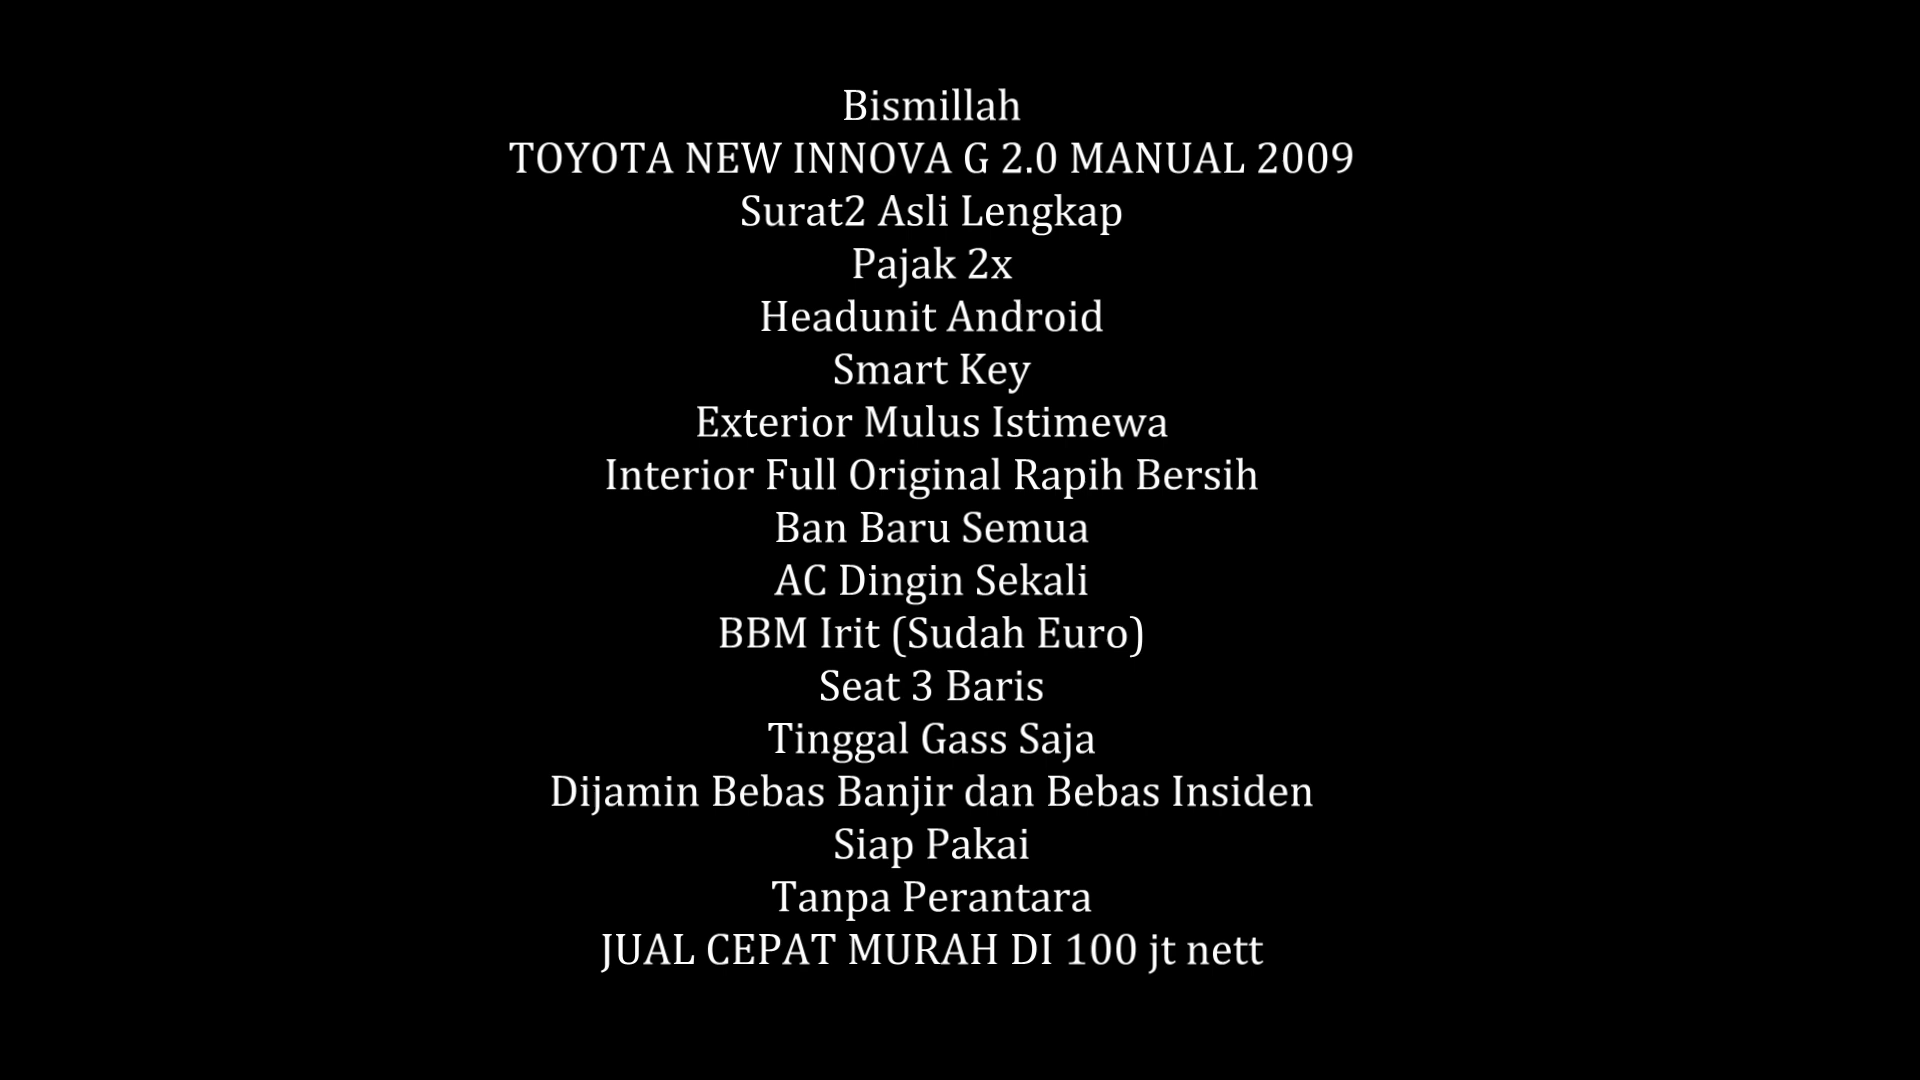 Bismillah
TOYOTA NEW INNOVA G 2.0 MANUAL 2009
Surat2 Asli Lengkap
Pajak 2x
Headunit Android
Smart Key
Exterior Mulus Istimewa
Interior Full Original Rapih Bersih
Ban Baru Semua
AC Dingin Sekali
BBM Irit (Sudah Euro)
Seat 3 Baris
Tinggal Gass Saja
Dijamin Bebas Banjir dan Bebas Insiden
Siap Pakai
Tanpa Perantara
JUAL CEPAT MURAH DI 100 jt nett